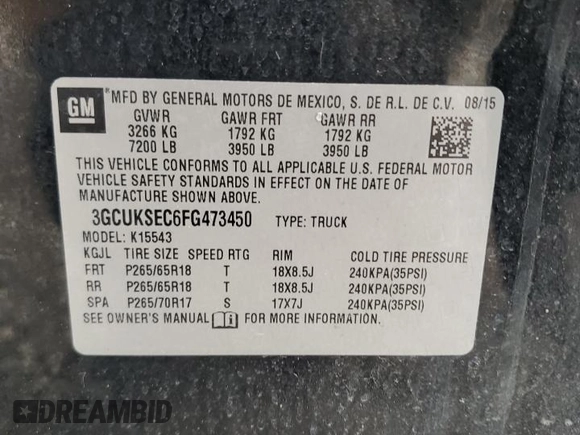 GM
MFD BY GENERAL MOTORS DE MEXICO, S. DE R.L. DE C.V. 08/15
GVWR GAWR FRT GAWR RR
3266 KG 1792 KG 1792 KG
7200 LB 3950 LB 3950 LB
THIS VEHICLE CONFORMS TO ALL APPLICABLE U.S. FEDERAL MOTOR
VEHICLE SAFETY STANDARDS IN EFFECT ON THE DATE OF
MANUFACTURE SHOWN ABOVE.
3GCUKSEC6FG473450 TYPE: TRUCK
MODEL: K15543
KGJL TIRE SIZE SPEED RTG RIM COLD TIRE PRESSURE
FRT P265/65R18 T 18X8.5J 240KPA(35PSI)
RR P265/65R18 T 18X8.5J 240KPA(35PSI)
SPA P265/70R17 S 17X7J 240KPA(35PSI)
SEE OWNER'S MANUAL FOR MORE INFORMATION.
DREAMBID